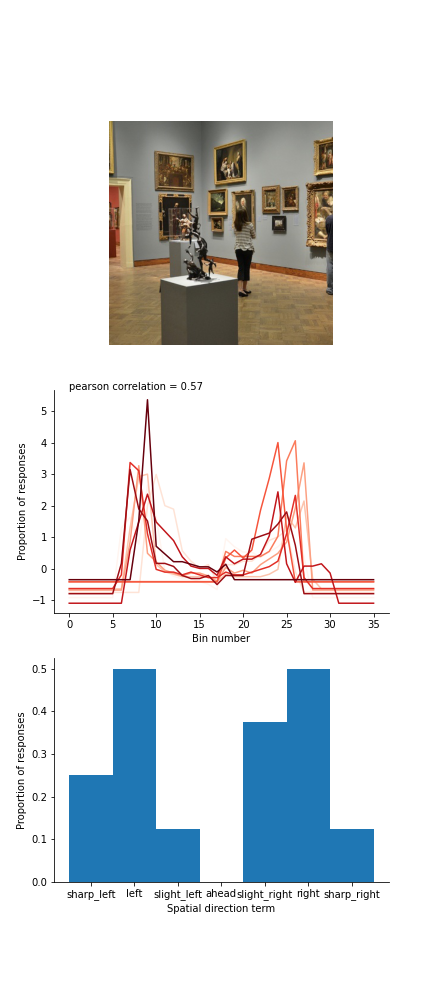 pearson correlation = 0.57
5
4
3
2
1
0
−1
Proportion of responses
0 5 10 15 20 25 30 35
Bin number
0.5
0.4
0.3
0.2
0.1
0.0
Proportion of responses
sharp_left left slight_left ahead slight_right right sharp_right
Spatial direction term